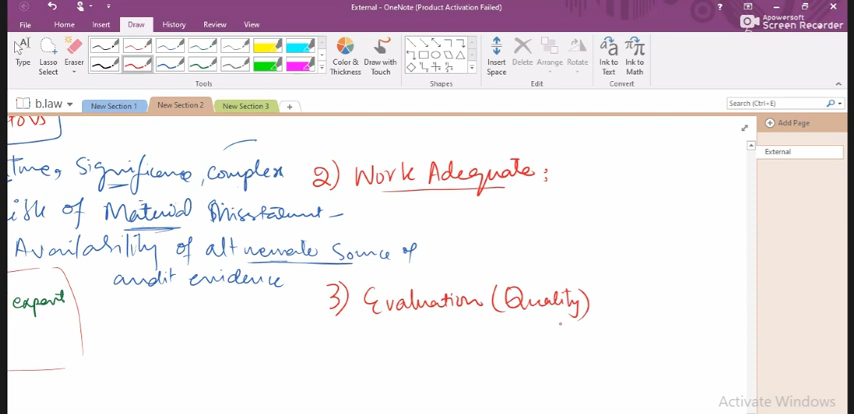 External - OneNote (Product Activation Failed)
Apowersoft
Screen Recorder
File Home Insert Draw History Review View
Type
Lasso
Select
Eraser
Color &
Thickness
Draw with
Touch
Insert
Space
Delete
Arrange
Rotate
Ink to
Text
Ink to
Math
Tools
Shapes
Edit
Convert
b.law
New Section 1
New Section 2
New Section 3
Search (Ctrl+E)
Add Page
External
TOVS
ture, Significance, complex
isk of Material Misstatemt -
Availability of alternate Source of
audit evidence
expert
2) Work Adequate :
3) Evaluation (Quality)
Activate Windows